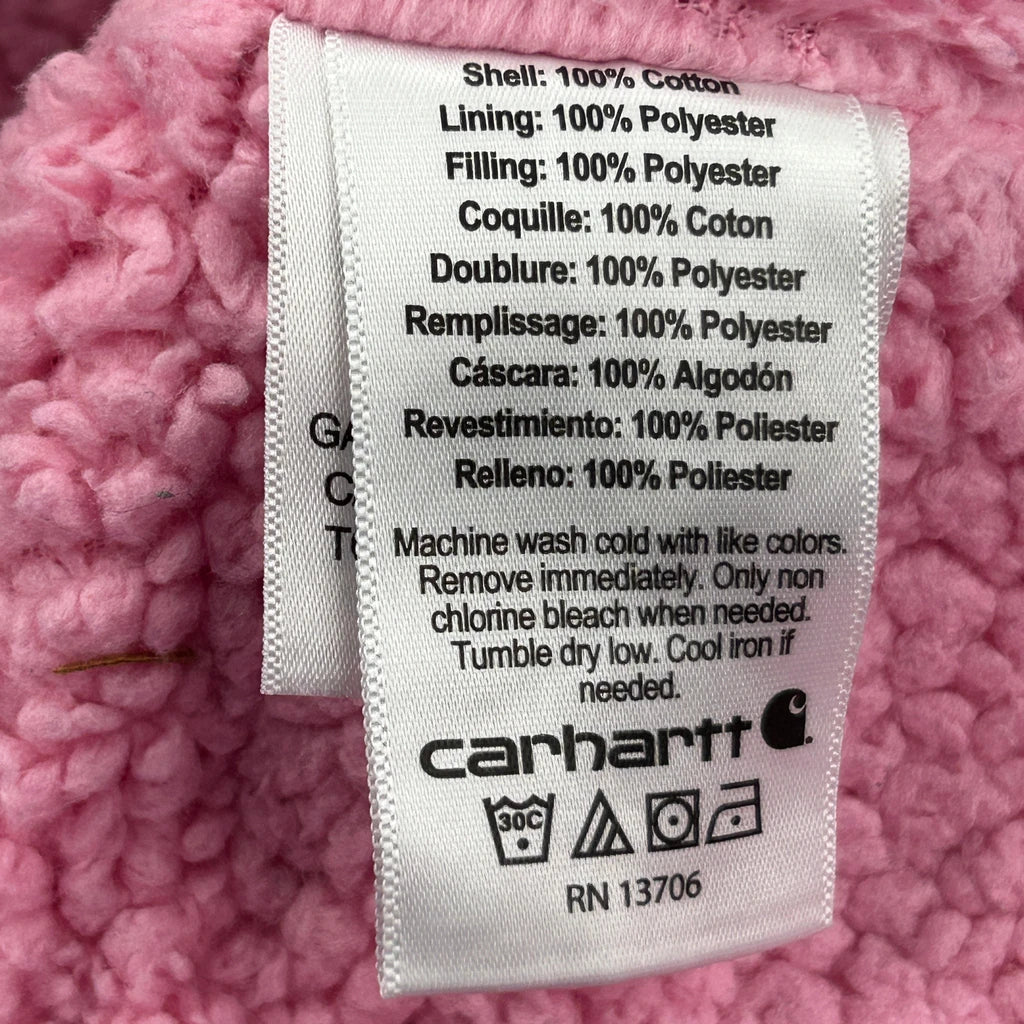 Shell: 100% Cotton
Lining: 100% Polyester
Filling: 100% Polyester
Coquille: 100% Coton
Doublure: 100% Polyester
Remplissage: 100% Polyester
Cáscara: 100% Algodón
Revestimiento: 100% Poliester
Relleno: 100% Poliester
Machine wash cold with like colors.
Remove immediately. Only non
chlorine bleach when needed.
Tumble dry low. Cool iron if
needed.
carhartt
30C
RN 13706